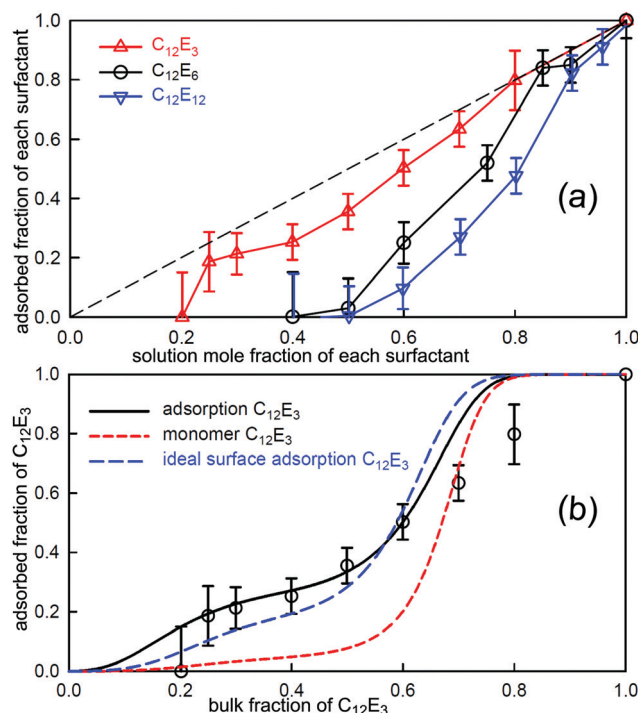 adsorbed fraction of each surfactant
1.0
0.8
0.6
0.4
0.2
0.0
C₁₂E₃
C₁₂E₆
C₁₂E₁₂
(a)
0.0 0.2 0.4 0.6 0.8 1.0
solution mole fraction of each surfactant
adsorbed fraction of C₁₂E₃
1.0
0.8
0.6
0.4
0.2
0.0
adsorption C₁₂E₃
monomer C₁₂E₃
ideal surface adsorption C₁₂E₃
(b)
0.0 0.2 0.4 0.6 0.8 1.0
bulk fraction of C₁₂E₃